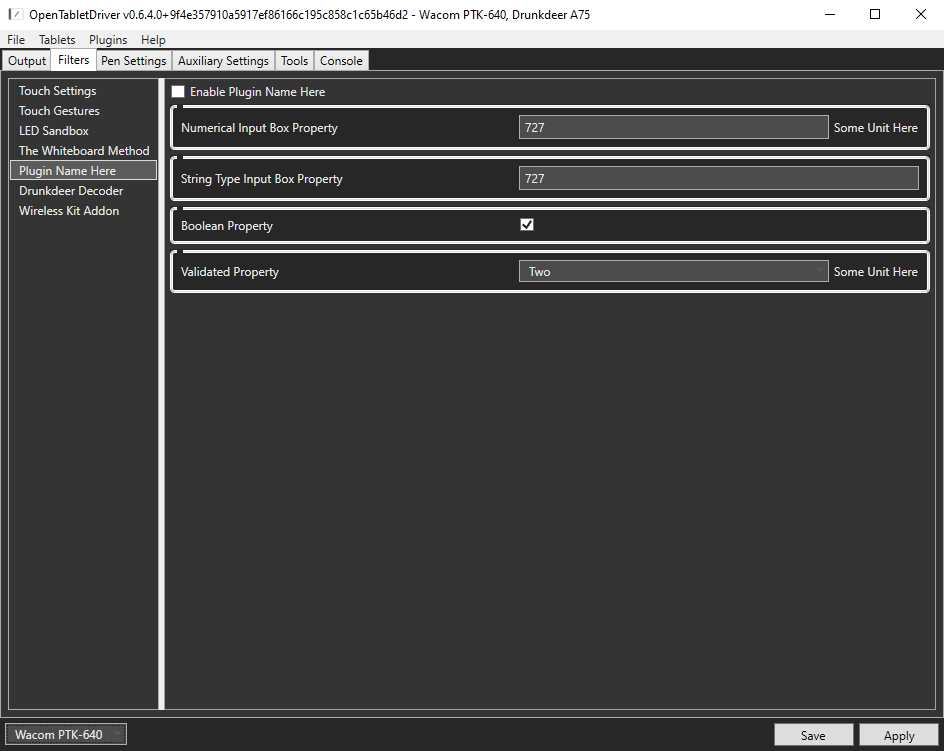 OpenTabletDriver v0.6.4.0+9f4e357910a5917ef86166c195c858c1c65b46d2 - Wacom PTK-640, Drunkdeer A75
File Tablets Plugins Help
Output Filters Pen Settings Auxiliary Settings Tools Console
Touch Settings
Touch Gestures
LED Sandbox
The Whiteboard Method
Plugin Name Here
Drunkdeer Decoder
Wireless Kit Addon
Enable Plugin Name Here
Numerical Input Box Property 727 Some Unit Here
String Type Input Box Property 727
Boolean Property
Validated Property Two Some Unit Here
Wacom PTK-640 Save Apply